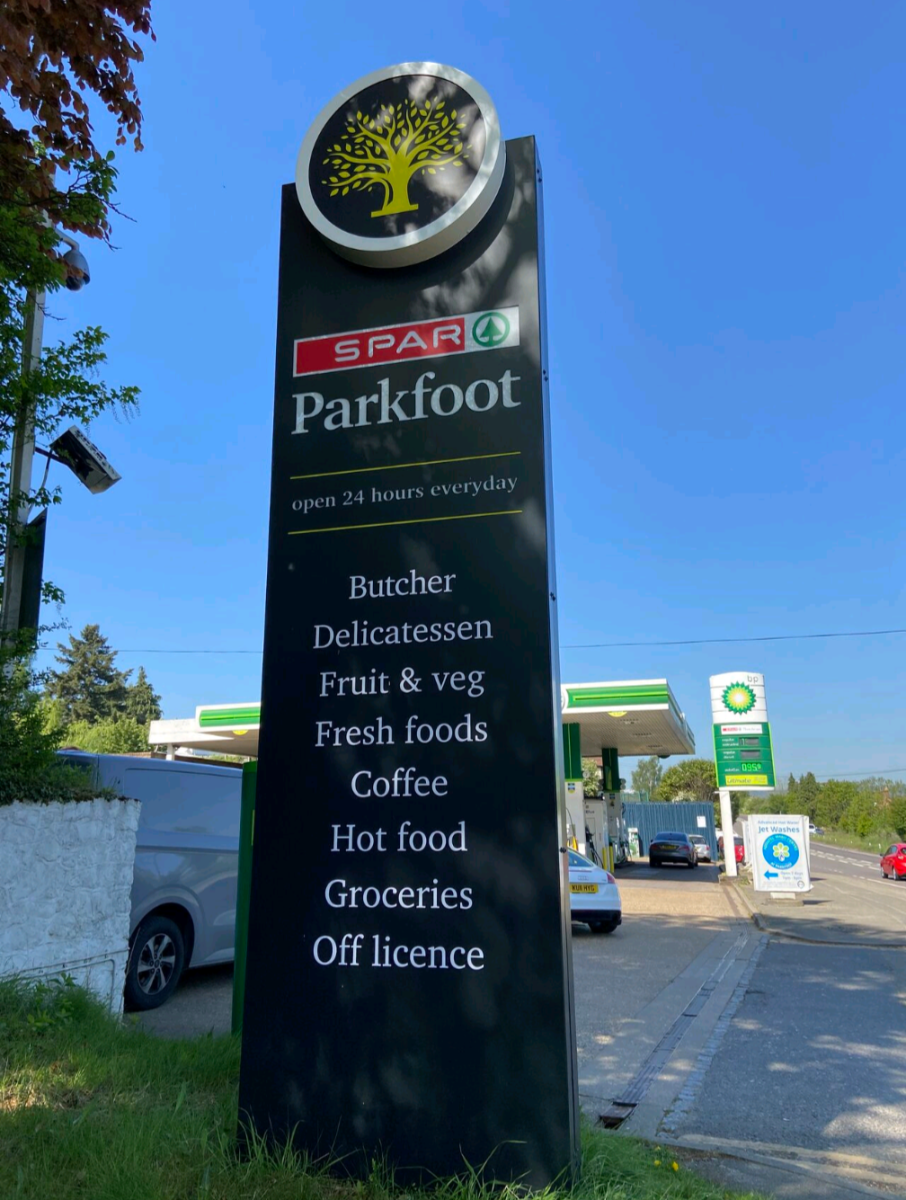 SPAR
Parkfoot
open 24 hours everyday
Butcher
Delicatessen
Fruit & veg
Fresh foods
Coffee
Hot food
Groceries
Off licence
bp
Jet Washes